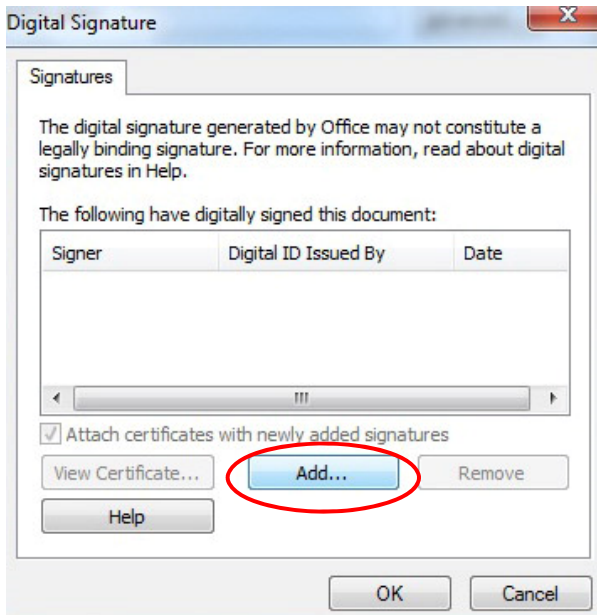 Digital Signature
Signatures
The digital signature generated by Office may not constitute a
legally binding signature. For more information, read about digital
signatures in Help.
The following have digitally signed this document:
Signer Digital ID Issued By Date
Attach certificates with newly added signatures
View Certificate... Add... Remove
Help
OK Cancel